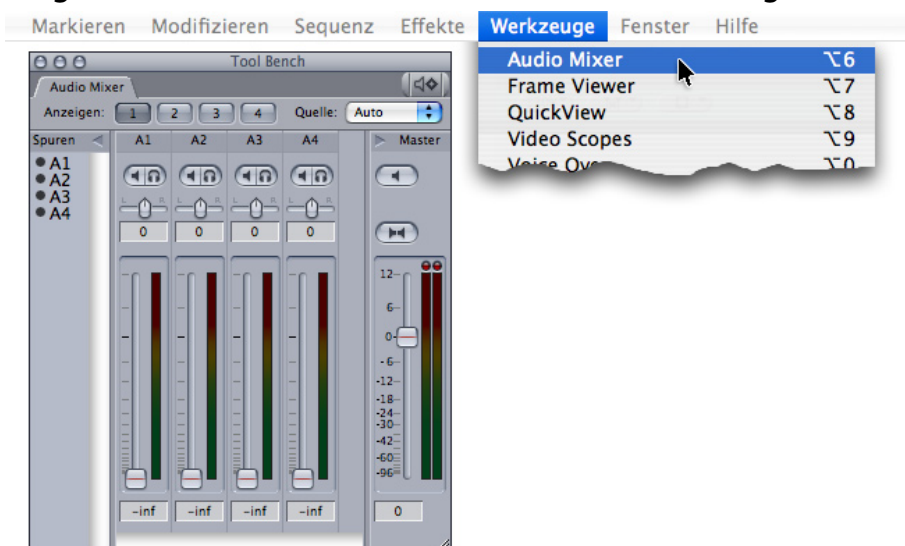 Markieren Modifizieren Sequenz Effekte Werkzeuge Fenster Hilfe
Tool Bench
Audio Mixer
Anzeigen: 1 2 3 4 Quelle: Auto
Spuren A1 A2 A3 A4 Master
A1
A2
A3
A4
L R L R L R L R
0 0 0 0
12
6
0
-6
-12
-18
-24
-30
-42
-60
-96
-inf -inf -inf -inf 0
Audio Mixer ⌥6
Frame Viewer ⌥7
QuickView ⌥8
Video Scopes ⌥9
Voice Over ⌥0